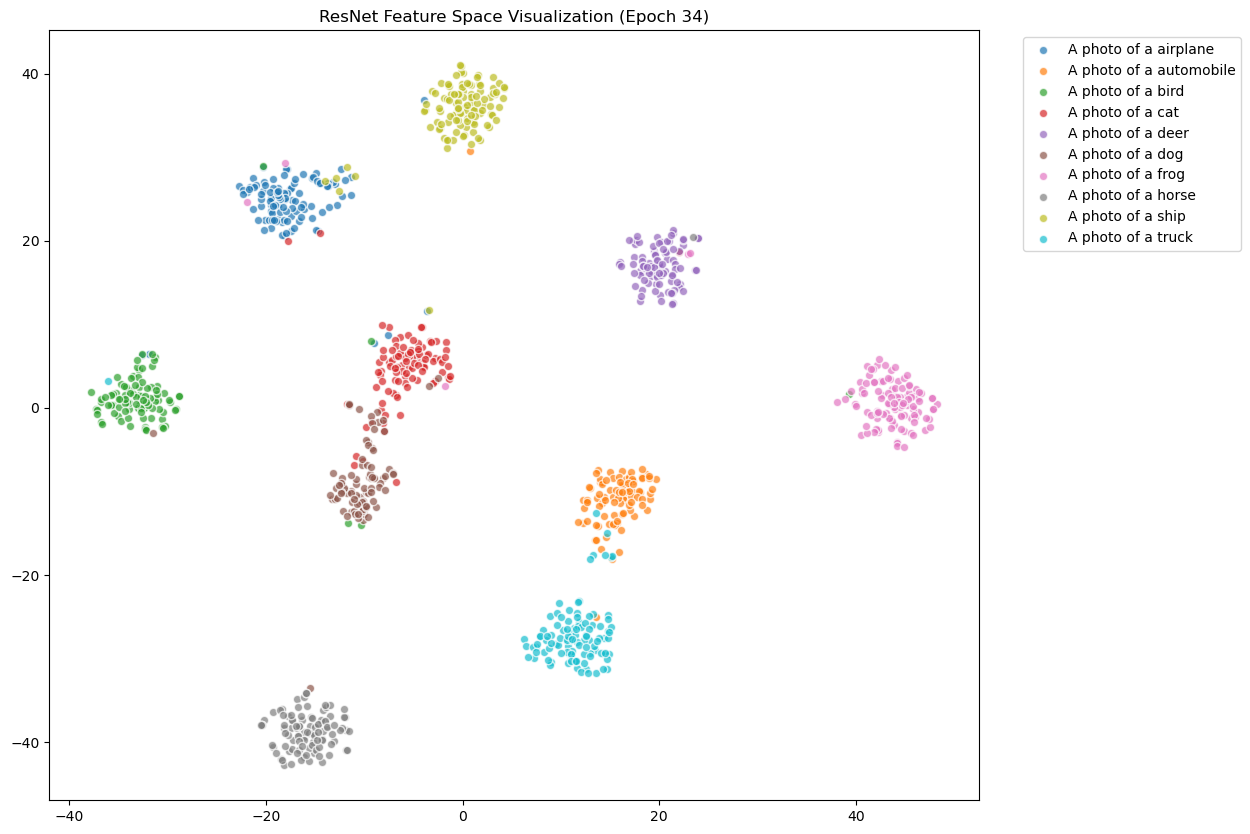 ResNet Feature Space Visualization (Epoch 34)
A photo of a airplane
A photo of a automobile
A photo of a bird
A photo of a cat
A photo of a deer
A photo of a dog
A photo of a frog
A photo of a horse
A photo of a ship
A photo of a truck
40
20
0
−20
−40
−40 −20 0 20 40